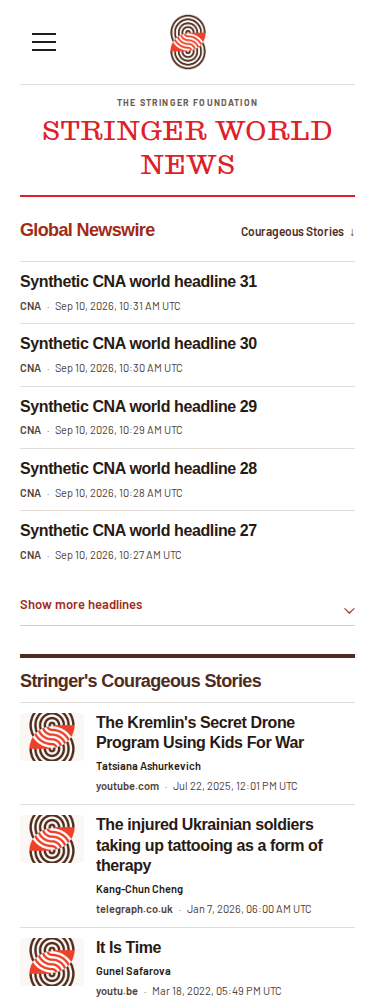 THE STRINGER FOUNDATION
STRINGER WORLD
NEWS
Global Newswire
Courageous Stories ↓
Synthetic CNA world headline 31
CNA · Sep 10, 2026, 10:31 AM UTC
Synthetic CNA world headline 30
CNA · Sep 10, 2026, 10:30 AM UTC
Synthetic CNA world headline 29
CNA · Sep 10, 2026, 10:29 AM UTC
Synthetic CNA world headline 28
CNA · Sep 10, 2026, 10:28 AM UTC
Synthetic CNA world headline 27
CNA · Sep 10, 2026, 10:27 AM UTC
Show more headlines
Stringer's Courageous Stories
The Kremlin's Secret Drone
Program Using Kids For War
Tatsiana Ashurkevich
youtube.com · Jul 22, 2025, 12:01 PM UTC
The injured Ukrainian soldiers
taking up tattooing as a form of
therapy
Kang-Chun Cheng
telegraph.co.uk · Jan 7, 2026, 06:00 AM UTC
It Is Time
Gunel Safarova
youtu.be · Mar 18, 2022, 05:49 PM UTC